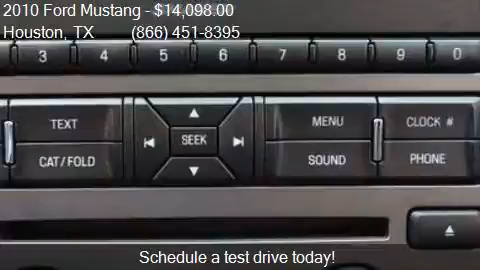 2010 Ford Mustang - $14,098.00
Houston, TX (866) 451-8395
3 4 5 6 7 8 9 0
TEXT SEEK MENU CLOCK #
CAT/FOLD SOUND PHONE
Schedule a test drive today!